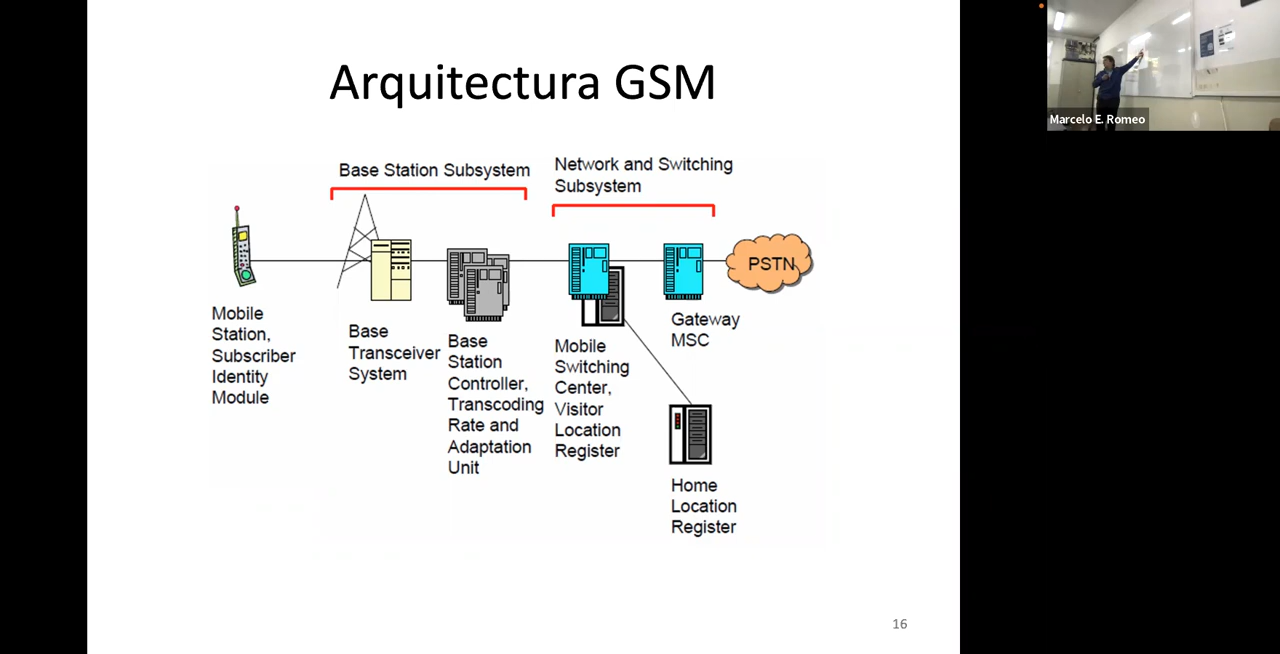 Arquitectura GSM
Base Station Subsystem
Network and Switching
Subsystem
PSTN
Mobile
Station,
Subscriber
Identity
Module
Base
Transceiver
System
Base
Station
Controller,
Transcoding
Rate and
Adaptation
Unit
Mobile
Switching
Center,
Visitor
Location
Register
Gateway
MSC
Home
Location
Register
16
Marcelo E. Romeo